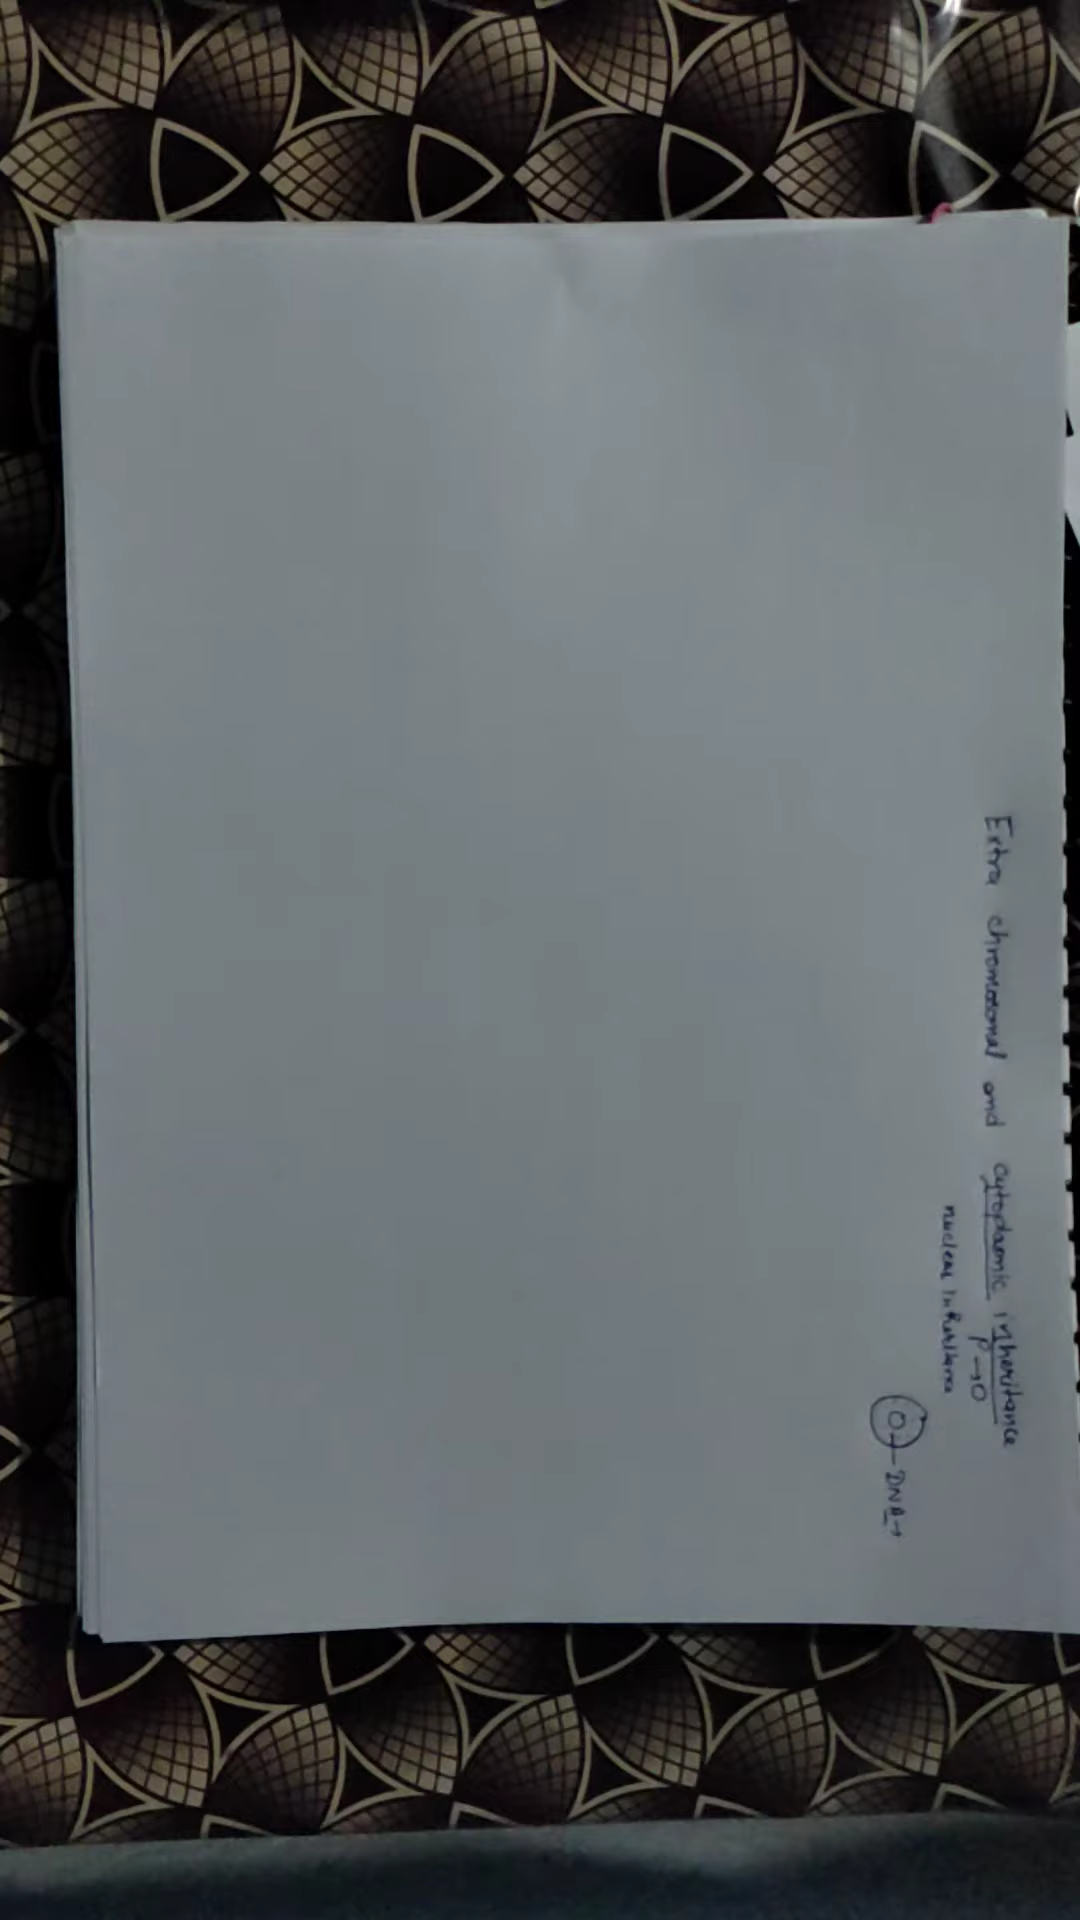 Extra chromosomal and cytoplasmic inheritance
P → O
nuclear inheritance
DNA →